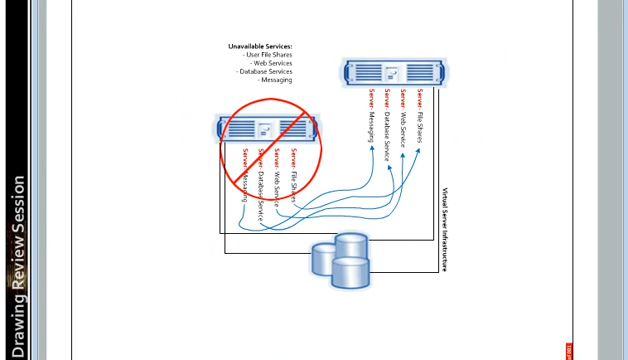 Unavailable Services:
- User File Shares
- Web Services
- Database Services
- Messaging
Server- Messaging
Server- Database Service
Server- Web Service
Server- File Shares
Server- Messaging
Server- Database Service
Server- Web Service
Server- File Shares
Virtual Server Infrastructure
Drawing Review Session